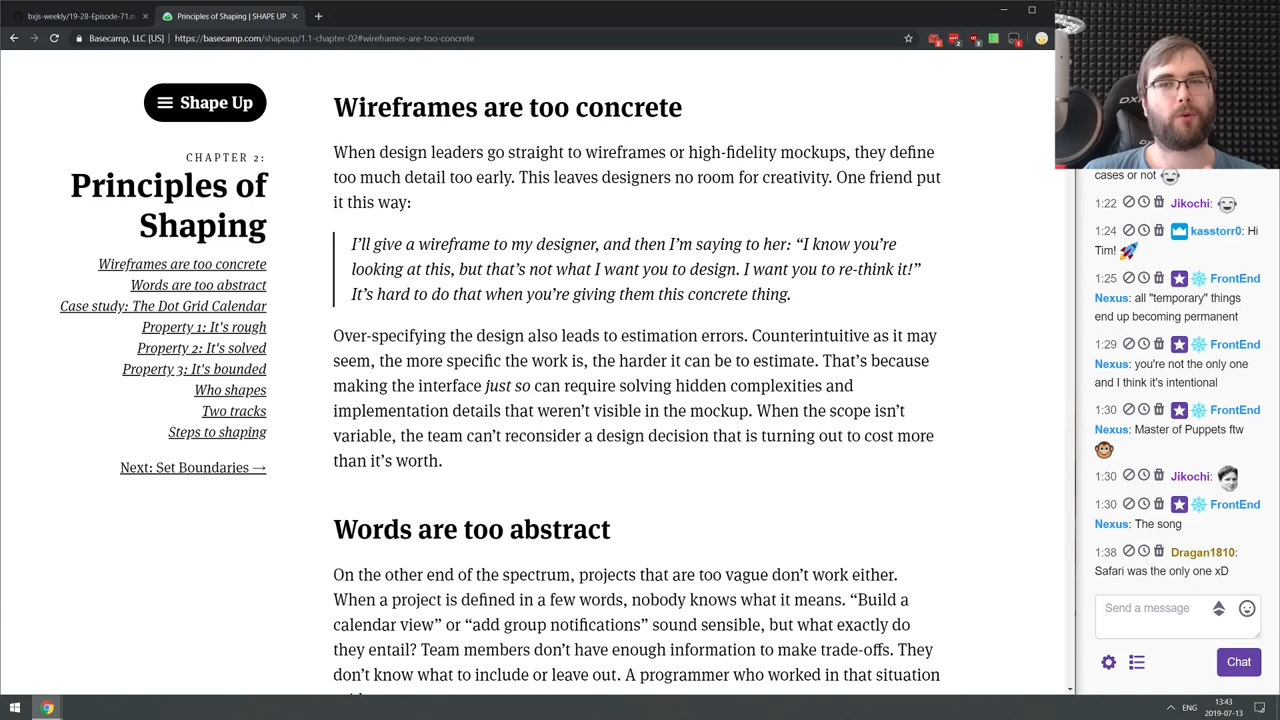 bxjs-weekly/19-28-Episode-71.m
Principles of Shaping | SHAPE UP
Basecamp, LLC [US] | https://basecamp.com/shapeup/1.1-chapter-02#wireframes-are-too-concrete
Shape Up
CHAPTER 2:
Principles of
Shaping
Wireframes are too concrete
Words are too abstract
Case study: The Dot Grid Calendar
Property 1: It's rough
Property 2: It's solved
Property 3: It's bounded
Who shapes
Two tracks
Steps to shaping
Next: Set Boundaries →
Wireframes are too concrete
When design leaders go straight to wireframes or high-fidelity mockups, they define
too much detail too early. This leaves designers no room for creativity. One friend put
it this way:
I’ll give a wireframe to my designer, and then I’m saying to her: “I know you’re
looking at this, but that’s not what I want you to design. I want you to re-think it!”
It’s hard to do that when you’re giving them this concrete thing.
Over-specifying the design also leads to estimation errors. Counterintuitive as it may
seem, the more specific the work is, the harder it can be to estimate. That’s because
making the interface just so can require solving hidden complexities and
implementation details that weren’t visible in the mockup. When the scope isn’t
variable, the team can’t reconsider a design decision that is turning out to cost more
than it’s worth.
Words are too abstract
On the other end of the spectrum, projects that are too vague don’t work either.
When a project is defined in a few words, nobody knows what it means. “Build a
calendar view” or “add group notifications” sound sensible, but what exactly do
they entail? Team members don’t have enough information to make trade-offs. They
don’t know what to include or leave out. A programmer who worked in that situation
DX
cases or not
1:22 Jikochi:
1:24 kasstorr0: Hi
Tim!
1:25 FrontEnd
Nexus: all "temporary" things
end up becoming permanent
1:29 FrontEnd
Nexus: you're not the only one
and I think it's intentional
1:30 FrontEnd
Nexus: Master of Puppets ftw
1:30 Jikochi:
1:30 FrontEnd
Nexus: The song
1:38 Dragan1810:
Safari was the only one xD
Send a message
Chat
ENG
13:43
2019-07-13